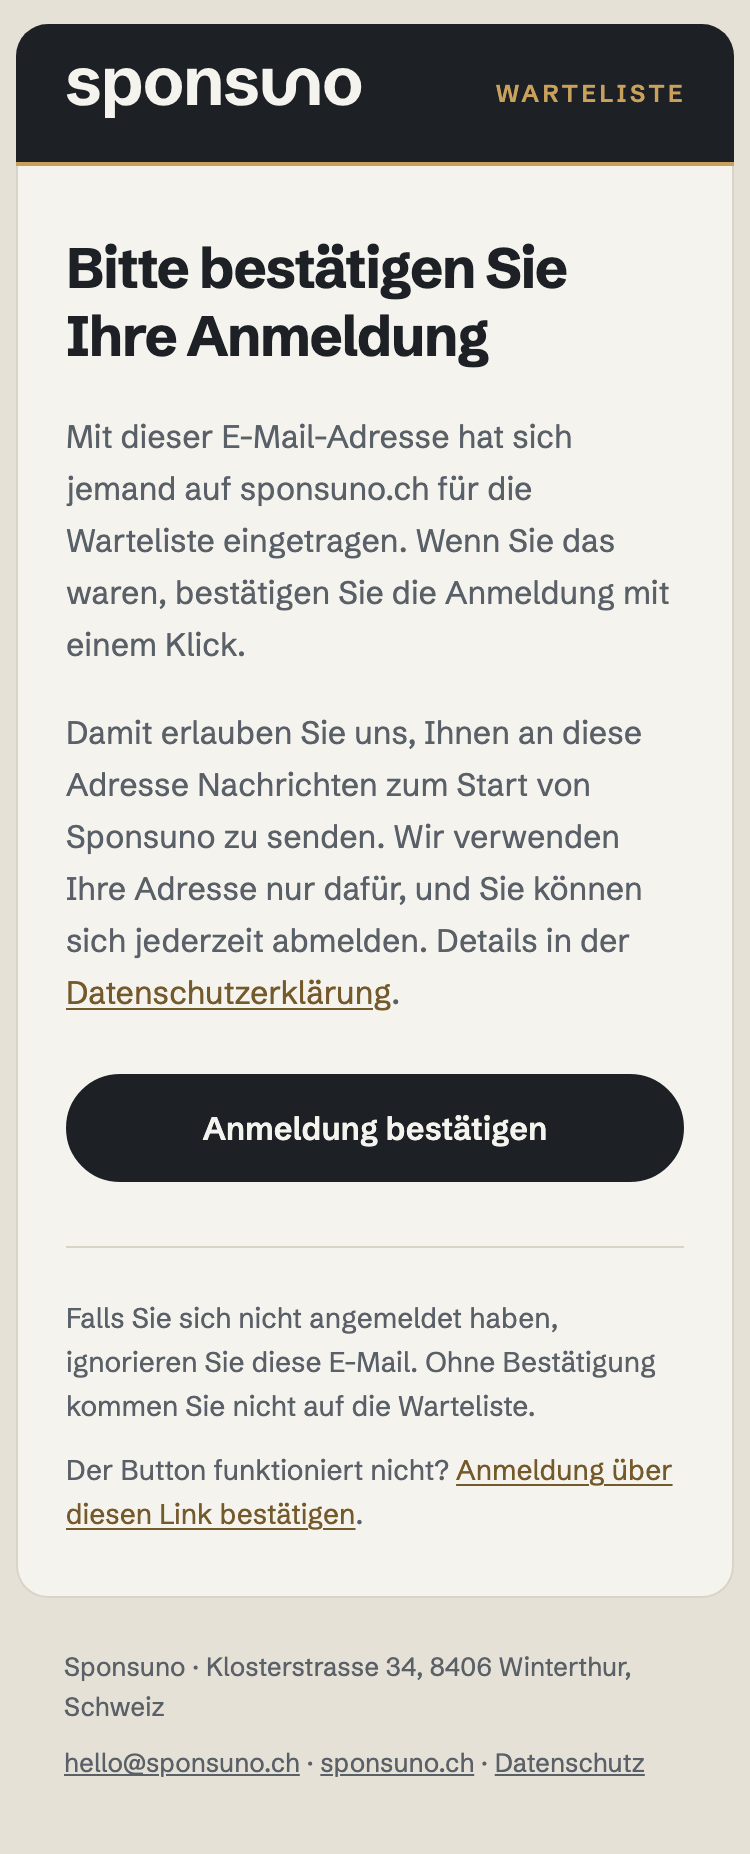 sponsuno
WARTELISTE
Bitte bestätigen Sie
Ihre Anmeldung
Mit dieser E-Mail-Adresse hat sich
jemand auf sponsuno.ch für die
Warteliste eingetragen. Wenn Sie das
waren, bestätigen Sie die Anmeldung mit
einem Klick.
Damit erlauben Sie uns, Ihnen an diese
Adresse Nachrichten zum Start von
Sponsuno zu senden. Wir verwenden
Ihre Adresse nur dafür, und Sie können
sich jederzeit abmelden. Details in der
Datenschutzerklärung.
Anmeldung bestätigen
Falls Sie sich nicht angemeldet haben,
ignorieren Sie diese E-Mail. Ohne Bestätigung
kommen Sie nicht auf die Warteliste.
Der Button funktioniert nicht? Anmeldung über
diesen Link bestätigen.
Sponsuno · Klosterstrasse 34, 8406 Winterthur,
Schweiz
hello@sponsuno.ch · sponsuno.ch · Datenschutz